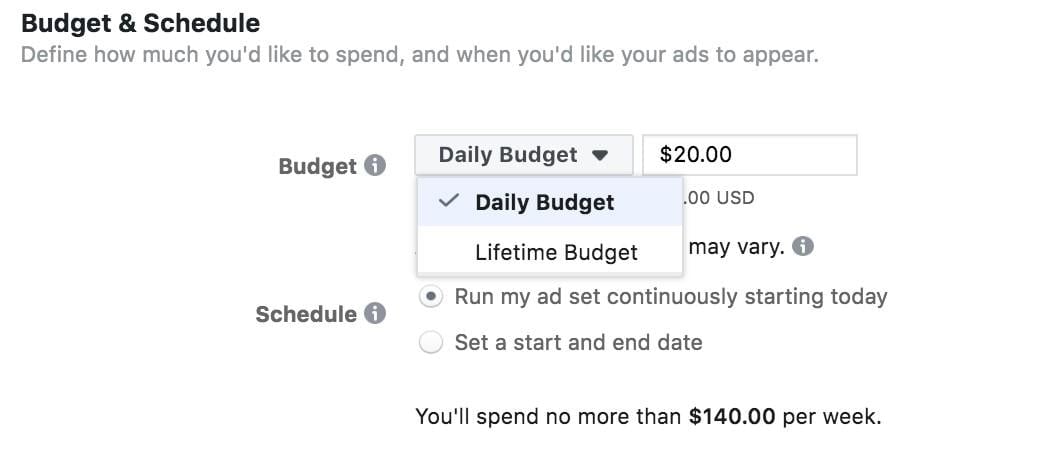 Budget & Schedule
Define how much you'd like to spend, and when you'd like your ads to appear.
Budget Daily Budget $20.00
Daily Budget .00 USD
Lifetime Budget may vary.
Schedule Run my ad set continuously starting today
Set a start and end date
You'll spend no more than $140.00 per week.